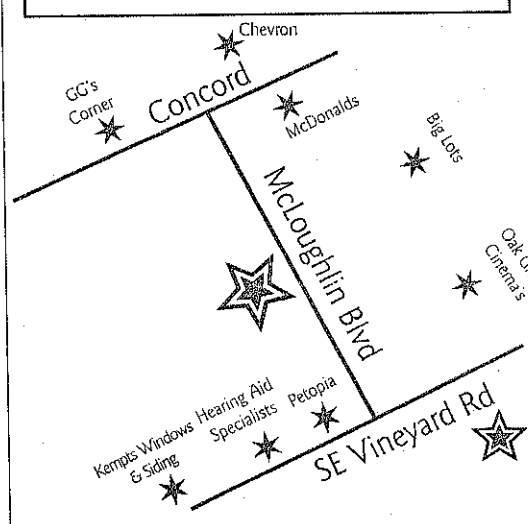 Chevron
GG's
Corner
Concord
McDonalds
Big Lots
McLoughlin Blvd
Oak
Cinema's
Petopia
Hearing Aid
Specialists
Kempts Windows
& Siding
SE Vineyard Rd